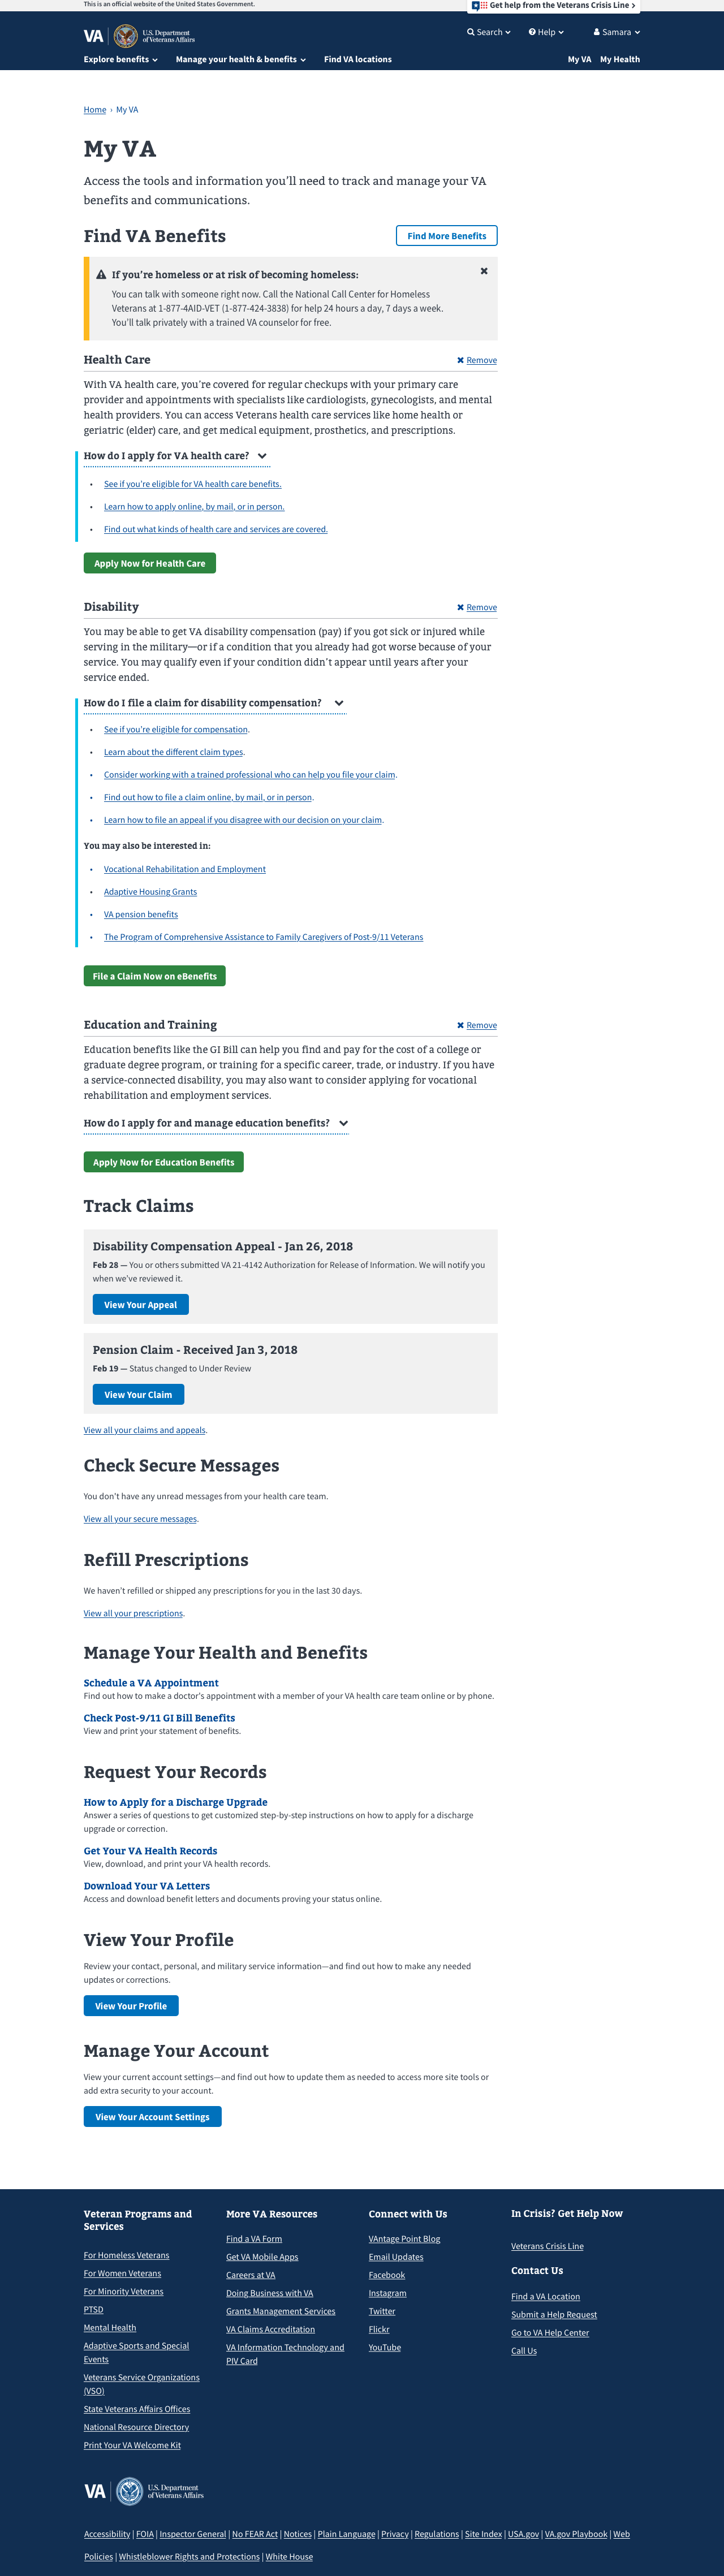 This is an official website of the United States Government.
Get help from the Veterans Crisis Line
VA
U.S. Department
of Veterans Affairs
Search
Help
Samara
Explore benefits
Manage your health & benefits
Find VA locations
My VA
My Health
Home › My VA
My VA
Access the tools and information you’ll need to track and manage your VA
benefits and communications.
Find VA Benefits
Find More Benefits
If you’re homeless or at risk of becoming homeless:
You can talk with someone right now. Call the National Call Center for Homeless
Veterans at 1-877-4AID-VET (1-877-424-3838) for help 24 hours a day, 7 days a week.
You’ll talk privately with a trained VA counselor for free.
Health Care
Remove
With VA health care, you’re covered for regular checkups with your primary care
provider and appointments with specialists like cardiologists, gynecologists, and mental
health providers. You can access Veterans health care services like home health or
geriatric (elder) care, and get medical equipment, prosthetics, and prescriptions.
How do I apply for VA health care?
• See if you’re eligible for VA health care benefits.
• Learn how to apply online, by mail, or in person.
• Find out what kinds of health care and services are covered.
Apply Now for Health Care
Disability
Remove
You may be able to get VA disability compensation (pay) if you got sick or injured while
serving in the military—or if a condition that you already had got worse because of your
service. You may qualify even if your condition didn’t appear until years after your
service ended.
How do I file a claim for disability compensation?
• See if you’re eligible for compensation.
• Learn about the different claim types.
• Consider working with a trained professional who can help you file your claim.
• Find out how to file a claim online, by mail, or in person.
• Learn how to file an appeal if you disagree with our decision on your claim.
You may also be interested in:
• Vocational Rehabilitation and Employment
• Adaptive Housing Grants
• VA pension benefits
• The Program of Comprehensive Assistance to Family Caregivers of Post-9/11 Veterans
File a Claim Now on eBenefits
Education and Training
Remove
Education benefits like the GI Bill can help you find and pay for the cost of a college or
graduate degree program, or training for a specific career, trade, or industry. If you have
a service-connected disability, you may also want to consider applying for vocational
rehabilitation and employment services.
How do I apply for and manage education benefits?
Apply Now for Education Benefits
Track Claims
Disability Compensation Appeal - Jan 26, 2018
Feb 28 — You or others submitted VA 21-4142 Authorization for Release of Information. We will notify you
when we’ve reviewed it.
View Your Appeal
Pension Claim - Received Jan 3, 2018
Feb 19 — Status changed to Under Review
View Your Claim
View all your claims and appeals.
Check Secure Messages
You don’t have any unread messages from your health care team.
View all your secure messages.
Refill Prescriptions
We haven’t refilled or shipped any prescriptions for you in the last 30 days.
View all your prescriptions.
Manage Your Health and Benefits
Schedule a VA Appointment
Find out how to make a doctor’s appointment with a member of your VA health care team online or by phone.
Check Post-9/11 GI Bill Benefits
View and print your statement of benefits.
Request Your Records
How to Apply for a Discharge Upgrade
Answer a series of questions to get customized step-by-step instructions on how to apply for a discharge
upgrade or correction.
Get Your VA Health Records
View, download, and print your VA health records.
Download Your VA Letters
Access and download benefit letters and documents proving your status online.
View Your Profile
Review your contact, personal, and military service information—and find out how to make any needed
updates or corrections.
View Your Profile
Manage Your Account
View your current account settings—and find out how to update them as needed to access more site tools or
add extra security to your account.
View Your Account Settings
Veteran Programs and
Services
For Homeless Veterans
For Women Veterans
For Minority Veterans
PTSD
Mental Health
Adaptive Sports and Special
Events
Veterans Service Organizations
(VSO)
State Veterans Affairs Offices
National Resource Directory
Print Your VA Welcome Kit
More VA Resources
Find a VA Form
Get VA Mobile Apps
Careers at VA
Doing Business with VA
Grants Management Services
VA Claims Accreditation
VA Information Technology and
PIV Card
Connect with Us
VAntage Point Blog
Email Updates
Facebook
Instagram
Twitter
Flickr
YouTube
In Crisis? Get Help Now
Veterans Crisis Line
Contact Us
Find a VA Location
Submit a Help Request
Go to VA Help Center
Call Us
VA
U.S. Department
of Veterans Affairs
Accessibility | FOIA | Inspector General | No FEAR Act | Notices | Plain Language | Privacy | Regulations | Site Index | USA.gov | VA.gov Playbook | Web
Policies | Whistleblower Rights and Protections | White House